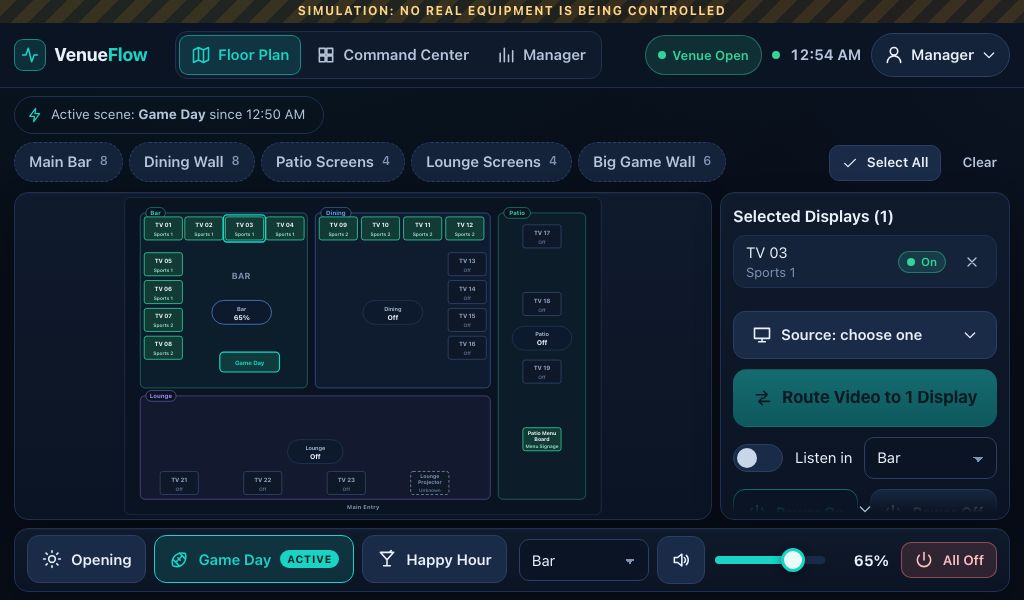 SIMULATION: NO REAL EQUIPMENT IS BEING CONTROLLED
VenueFlow
Floor Plan
Command Center
Manager
Venue Open
12:54 AM
Manager
Active scene: Game Day since 12:50 AM
Main Bar 8
Dining Wall 8
Patio Screens 4
Lounge Screens 4
Big Game Wall 6
Select All
Clear
Bar
TV 01
Sports 1
TV 02
Sports 1
TV 03
Sports 1
TV 04
Sports 1
TV 05
Sports 1
TV 06
Sports 1
TV 07
Sports 2
TV 08
Sports 2
BAR
Bar
65%
Game Day
Dining
TV 09
Sports 2
TV 10
Sports 2
TV 11
Sports 2
TV 12
Sports 2
TV 13
Off
TV 14
Off
TV 15
Off
TV 16
Off
Dining
Off
Patio
TV 17
Off
TV 18
Off
Patio
Off
TV 19
Off
Patio Menu
Board
Menu Signage
Lounge
Lounge
Off
TV 21
Off
TV 22
Off
TV 23
Off
Lounge
Projector
Unknown
Main Entry
Selected Displays (1)
TV 03
Sports 1
On
Source: choose one
Route Video to 1 Display
Listen in
Bar
Opening
Game Day ACTIVE
Happy Hour
Bar
65%
All Off